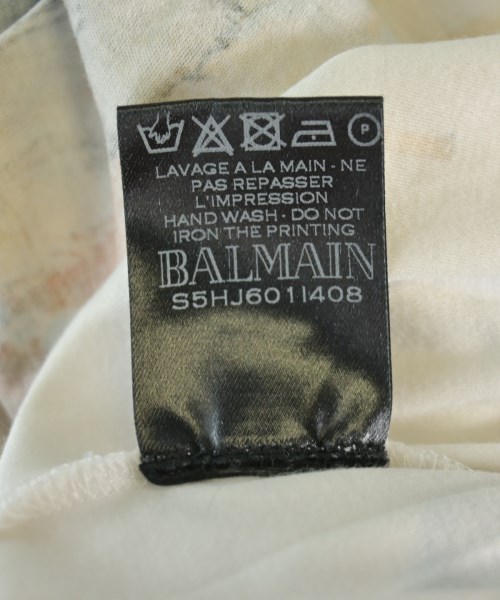 P
LAVAGE A LA MAIN - NE
PAS REPASSER
L'IMPRESSION
HAND WASH - DO NOT
IRON THE PRINTING
BALMAIN
S5HJ601I408